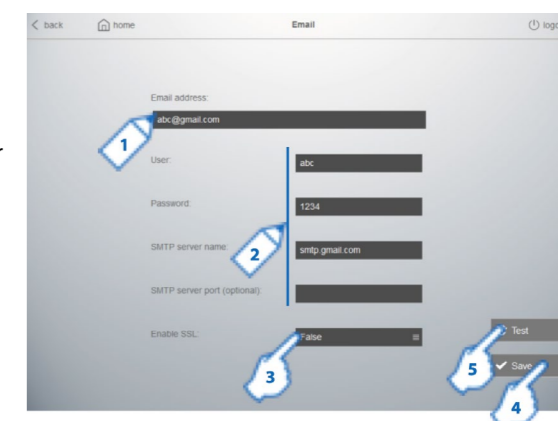 back home Email logo
Email address:
abc@gmail.com
1
User: abc
Password: 1234
2
SMTP server name: smtp.gmail.com
SMTP server port (optional):
Enable SSL: False
3
Test
5
Save
4